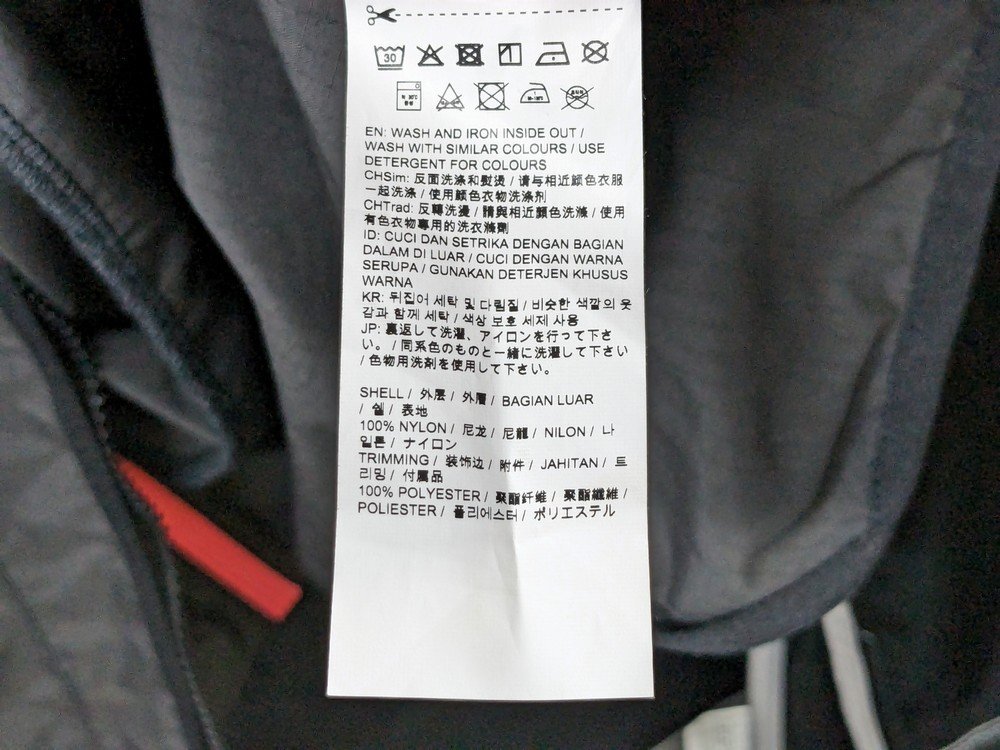 30
EN: WASH AND IRON INSIDE OUT /
WASH WITH SIMILAR COLOURS / USE
DETERGENT FOR COLOURS
CHSim: 反面洗涤和熨烫 / 请与相近颜色衣服
一起洗涤 / 使用颜色衣物洗涤剂
CHTrad: 反轉洗燙 / 請與相近顏色洗滌 / 使用
有色衣物專用的洗衣滌劑
ID: CUCI DAN SETRIKA DENGAN BAGIAN
DALAM DI LUAR / CUCI DENGAN WARNA
SERUPA / GUNAKAN DETERJEN KHUSUS
WARNA
KR: 뒤집어 세탁 및 다림질 / 비슷한 색깔의 옷
감과 함께 세탁 / 색상 보호 세제 사용
JP: 裏返して洗濯、アイロンを行って下さ
い。 / 同系色のものと一緒に洗濯して下さい
/ 色物用洗剤を使用して下さい。
SHELL / 外层 / 外層 / BAGIAN LUAR
/ 쉘 / 表地
100% NYLON / 尼龙 / 尼龍 / NILON / 나
일론 / ナイロン
TRIMMING / 装饰边 / 附件 / JAHITAN / 트
리밍 / 付属品
100% POLYESTER / 聚酯纤维 / 聚酯纖維 /
POLIESTER / 폴리에스터 / ポリエステル